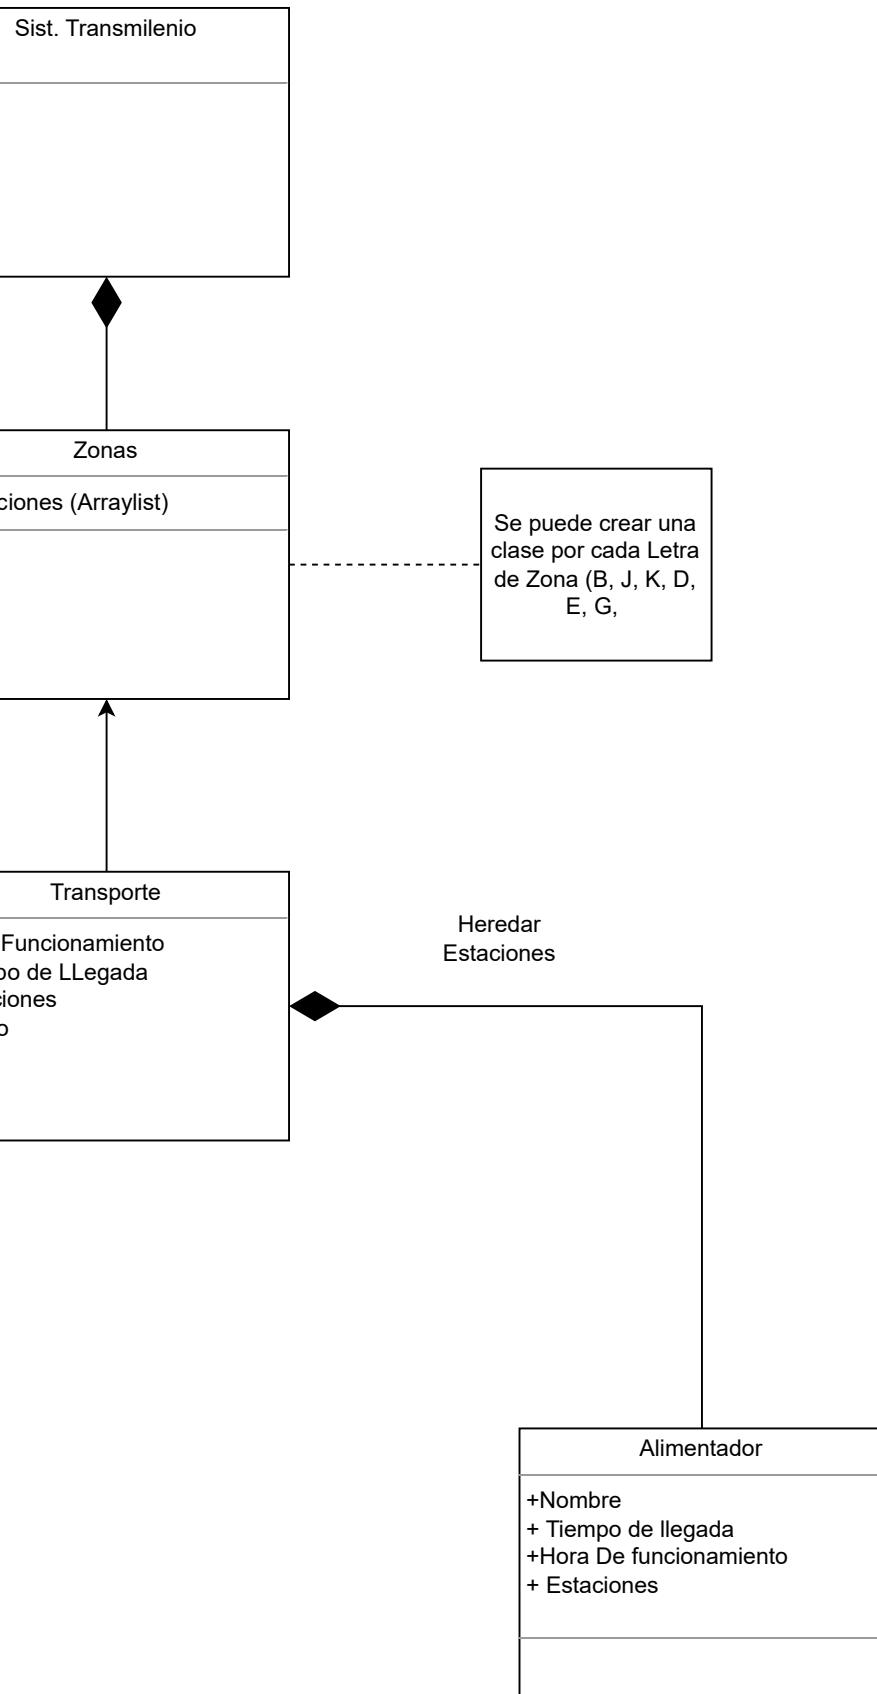 Sist. Transmilenio
Zonas
ciones (Arraylist)
Se puede crear una
clase por cada Letra
de Zona (B, J, K, D,
E, G,
Transporte
Funcionamiento
po de LLegada
ciones
o
Heredar
Estaciones
Alimentador
+Nombre
+ Tiempo de llegada
+Hora De funcionamiento
+ Estaciones